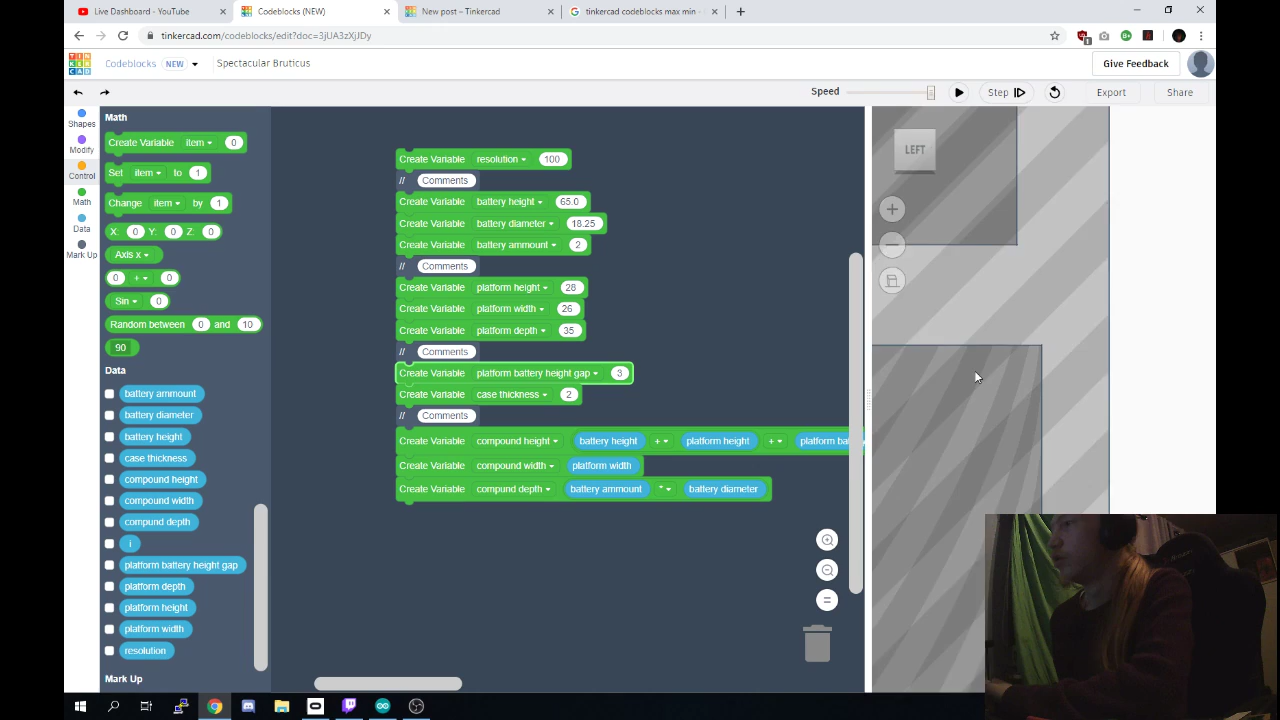 Live Dashboard - YouTube
Codeblocks (NEW)
New post – Tinkercad
tinkercad codeblocks max min -
tinkercad.com/codeblocks/edit?doc=3jUA3zXjJDy
TIN
KER
CAD
Codeblocks NEW
Spectacular Bruticus
Give Feedback
Speed
Step
Export
Share
Shapes
Modify
Control
Math
Data
Mark Up
Math
Create Variable item 0
Set item to 1
Change item by 1
X: 0 Y: 0 Z: 0
Axis x
0 + 0
Sin 0
Random between 0 and 10
90
Data
battery ammount
battery diameter
battery height
case thickness
compound height
compound width
compund depth
i
platform battery height gap
platform depth
platform height
platform width
resolution
Mark Up
Create Variable resolution 100
// Comments
Create Variable battery height 65.0
Create Variable battery diameter 18.25
Create Variable battery ammount 2
// Comments
Create Variable platform height 28
Create Variable platform width 26
Create Variable platform depth 35
// Comments
Create Variable platform battery height gap 3
Create Variable case thickness 2
// Comments
Create Variable compound height battery height + platform height + platform bat
Create Variable compound width platform width
Create Variable compund depth battery ammount * battery diameter
LEFT